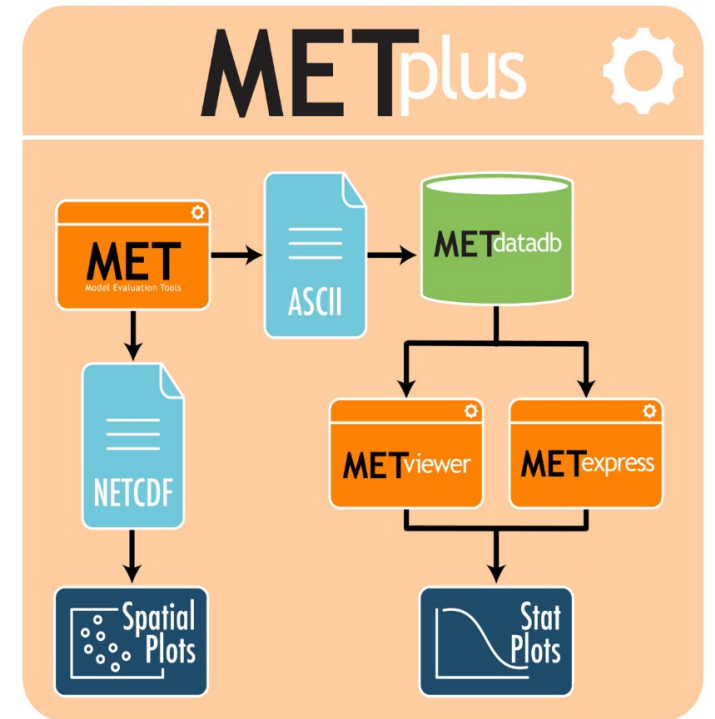 METplus
MET
Model Evaluation Tools
ASCII
METdatadb
NETCDF
METviewer
METexpress
Spatial
Plots
Stat
Plots